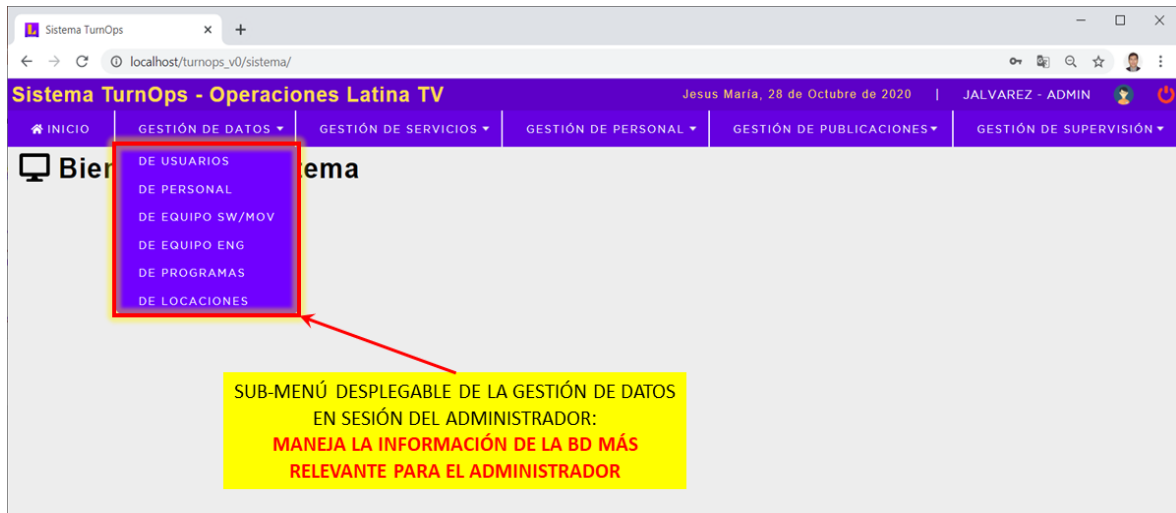 Sistema TurnOps
localhost/turnops_v0/sistema/
Sistema TurnOps - Operaciones Latina TV
Jesus María, 28 de Octubre de 2020 | JALVAREZ - ADMIN
INICIO GESTIÓN DE DATOS GESTIÓN DE SERVICIOS GESTIÓN DE PERSONAL GESTIÓN DE PUBLICACIONES GESTIÓN DE SUPERVISIÓN
Bien tema
DE USUARIOS
DE PERSONAL
DE EQUIPO SW/MOV
DE EQUIPO ENG
DE PROGRAMAS
DE LOCACIONES
SUB-MENÚ DESPLEGABLE DE LA GESTIÓN DE DATOS
EN SESIÓN DEL ADMINISTRADOR:
MANEJA LA INFORMACIÓN DE LA BD MÁS
RELEVANTE PARA EL ADMINISTRADOR